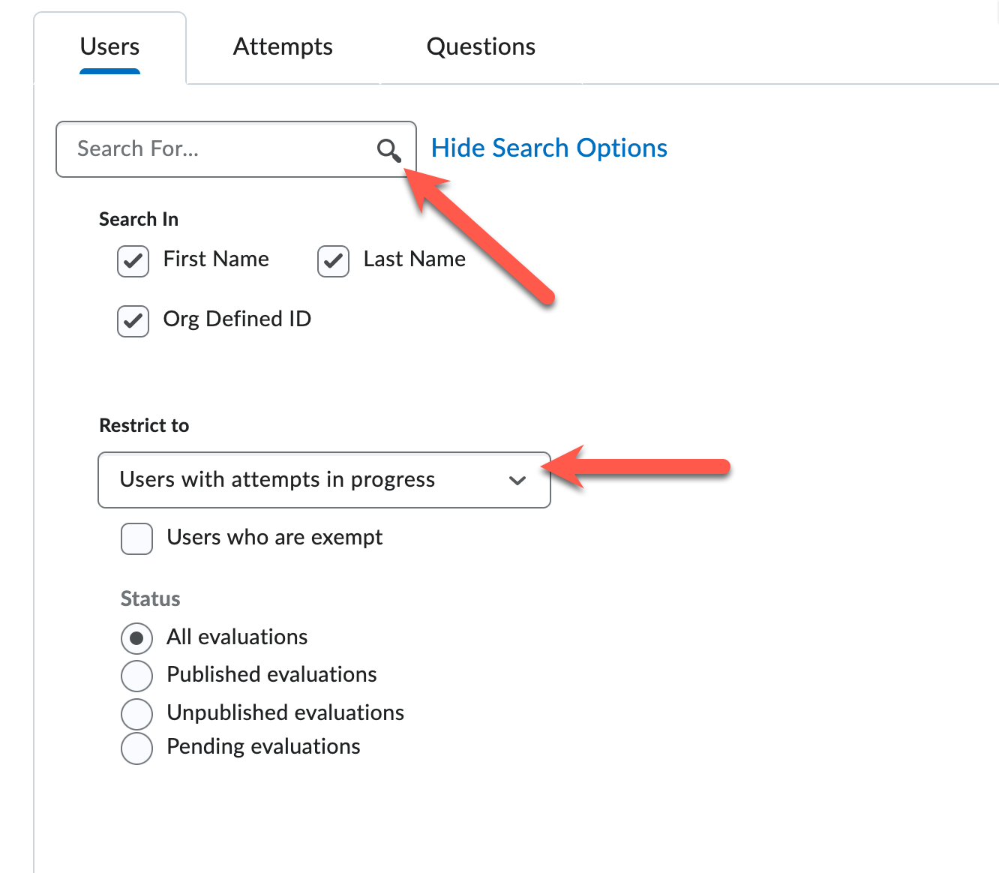 Users Attempts Questions
Search For... Hide Search Options
Search In
First Name Last Name
Org Defined ID
Restrict to
Users with attempts in progress
Users who are exempt
Status
All evaluations
Published evaluations
Unpublished evaluations
Pending evaluations